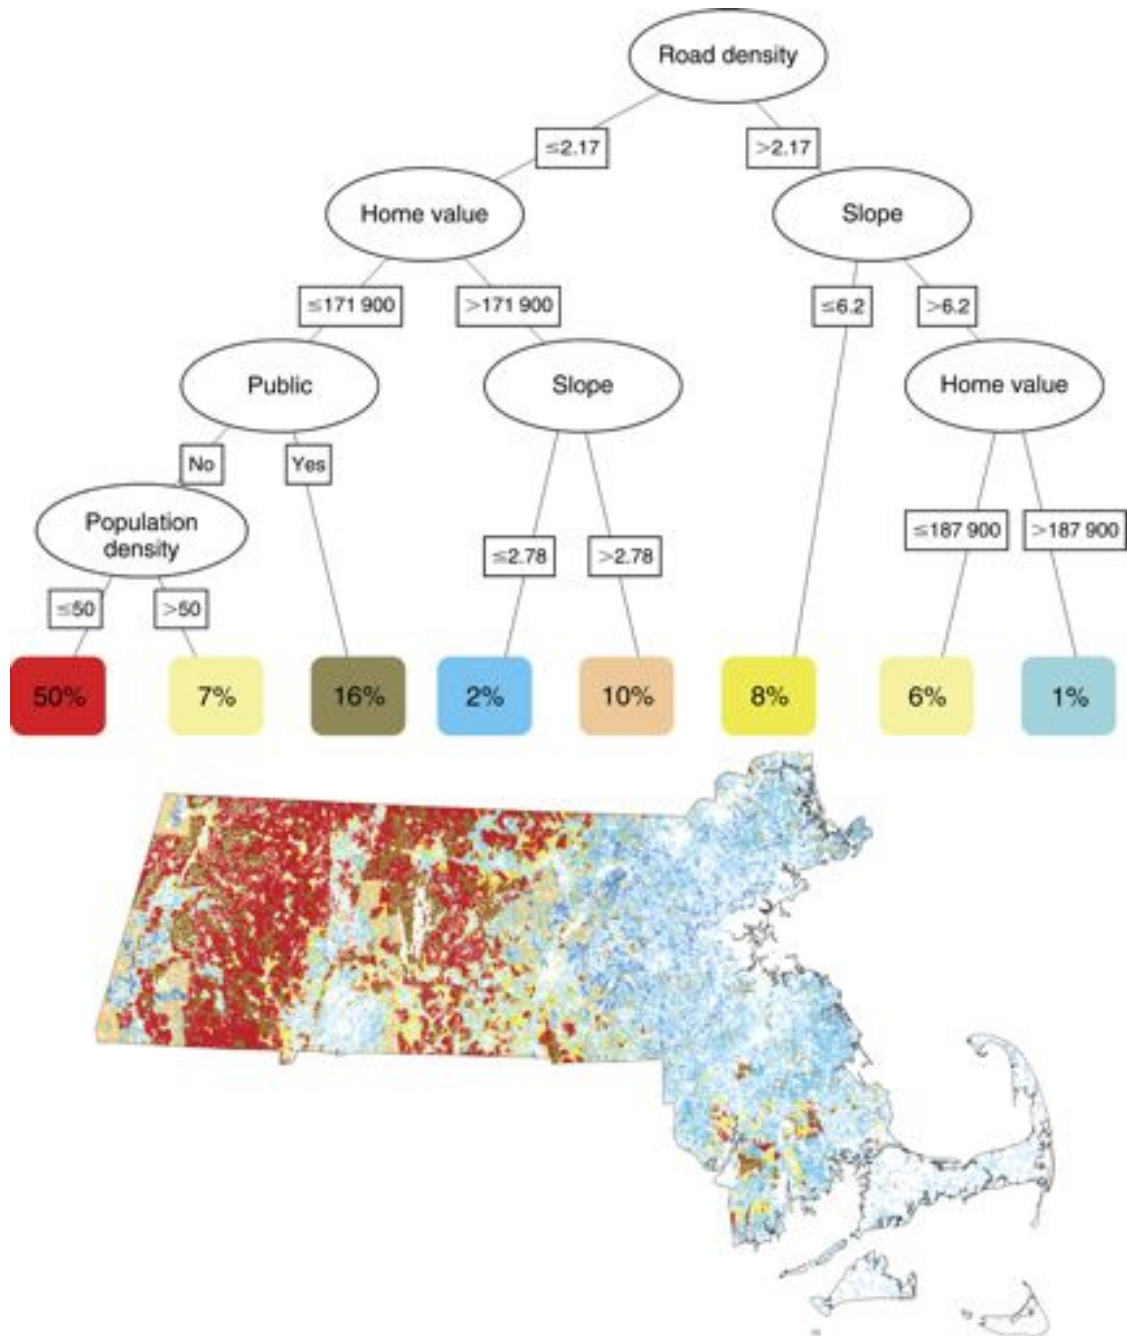 Road density
≤2.17
>2.17
Home value
Slope
≤171 900
>171 900
≤6.2
>6.2
Public
Slope
Home value
No
Yes
Population
density
≤2.78
>2.78
≤187 900
>187 900
≤50
>50
50%
7%
16%
2%
10%
8%
6%
1%